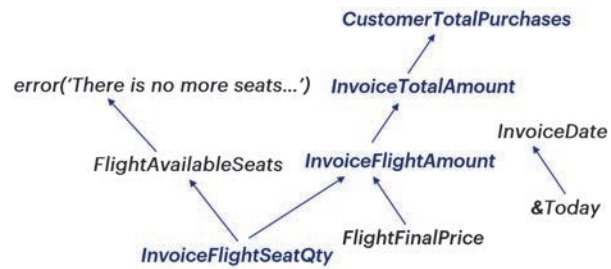 CustomerTotalPurchases
error('There is no more seats...')
InvoiceTotalAmount
InvoiceDate
FlightAvailableSeats
InvoiceFlightAmount
&Today
FlightFinalPrice
InvoiceFlightSeatQty